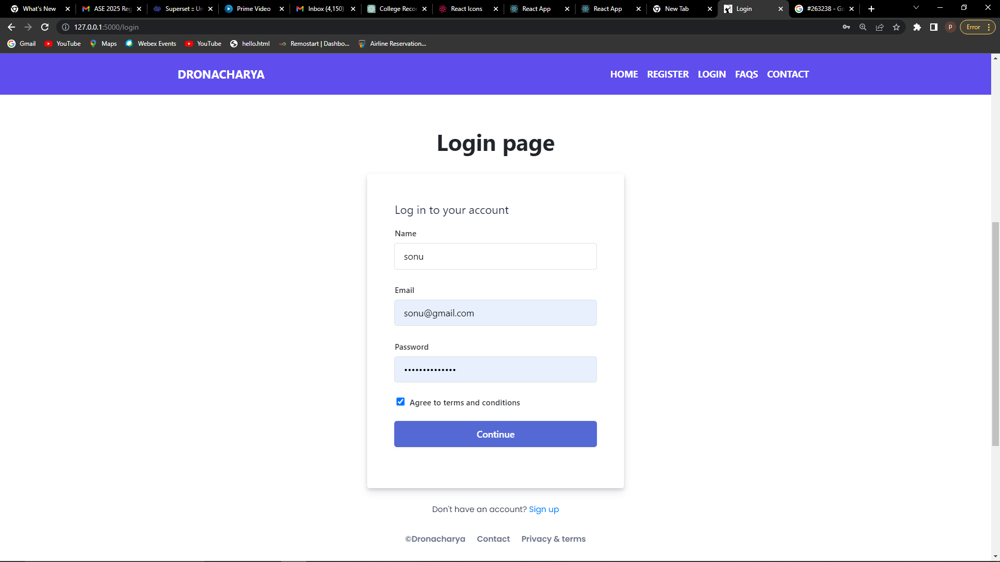 What's New
ASE 2025 Reg
Superset :: Un
Prime Video
Inbox (4,150)
College Recor
React Icons
React App
React App
New Tab
Login
#263238 - Go
127.0.0.1:5000/login
p
Error
Gmail
YouTube
Maps
Webex Events
YouTube
hello.html
Remostart | Dashbo...
Airline Reservation...
DRONACHARYA
HOME REGISTER LOGIN FAQS CONTACT
Login page
Log in to your account
Name
sonu
Email
sonu@gmail.com
Password
Agree to terms and conditions
Continue
Don't have an account? Sign up
©Dronacharya Contact Privacy & terms